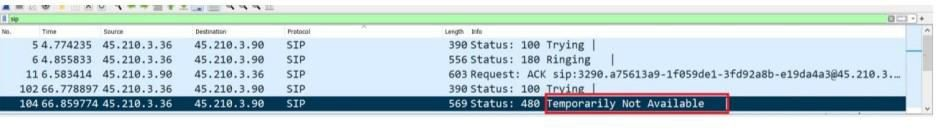 sip
No. Time Source Destination Protocol Length Info
5 4.774235 45.210.3.36 45.210.3.90 SIP 390 Status: 100 Trying |
6 4.855833 45.210.3.36 45.210.3.90 SIP 556 Status: 180 Ringing |
11 6.583414 45.210.3.90 45.210.3.36 SIP 603 Request: ACK sip:3290.a75613a9-1f059de1-3fd92a8b-e19da4a3@45.210.3...
102 66.778897 45.210.3.36 45.210.3.90 SIP 390 Status: 100 Trying |
104 66.859774 45.210.3.36 45.210.3.90 SIP 569 Status: 480 Temporarily Not Available |